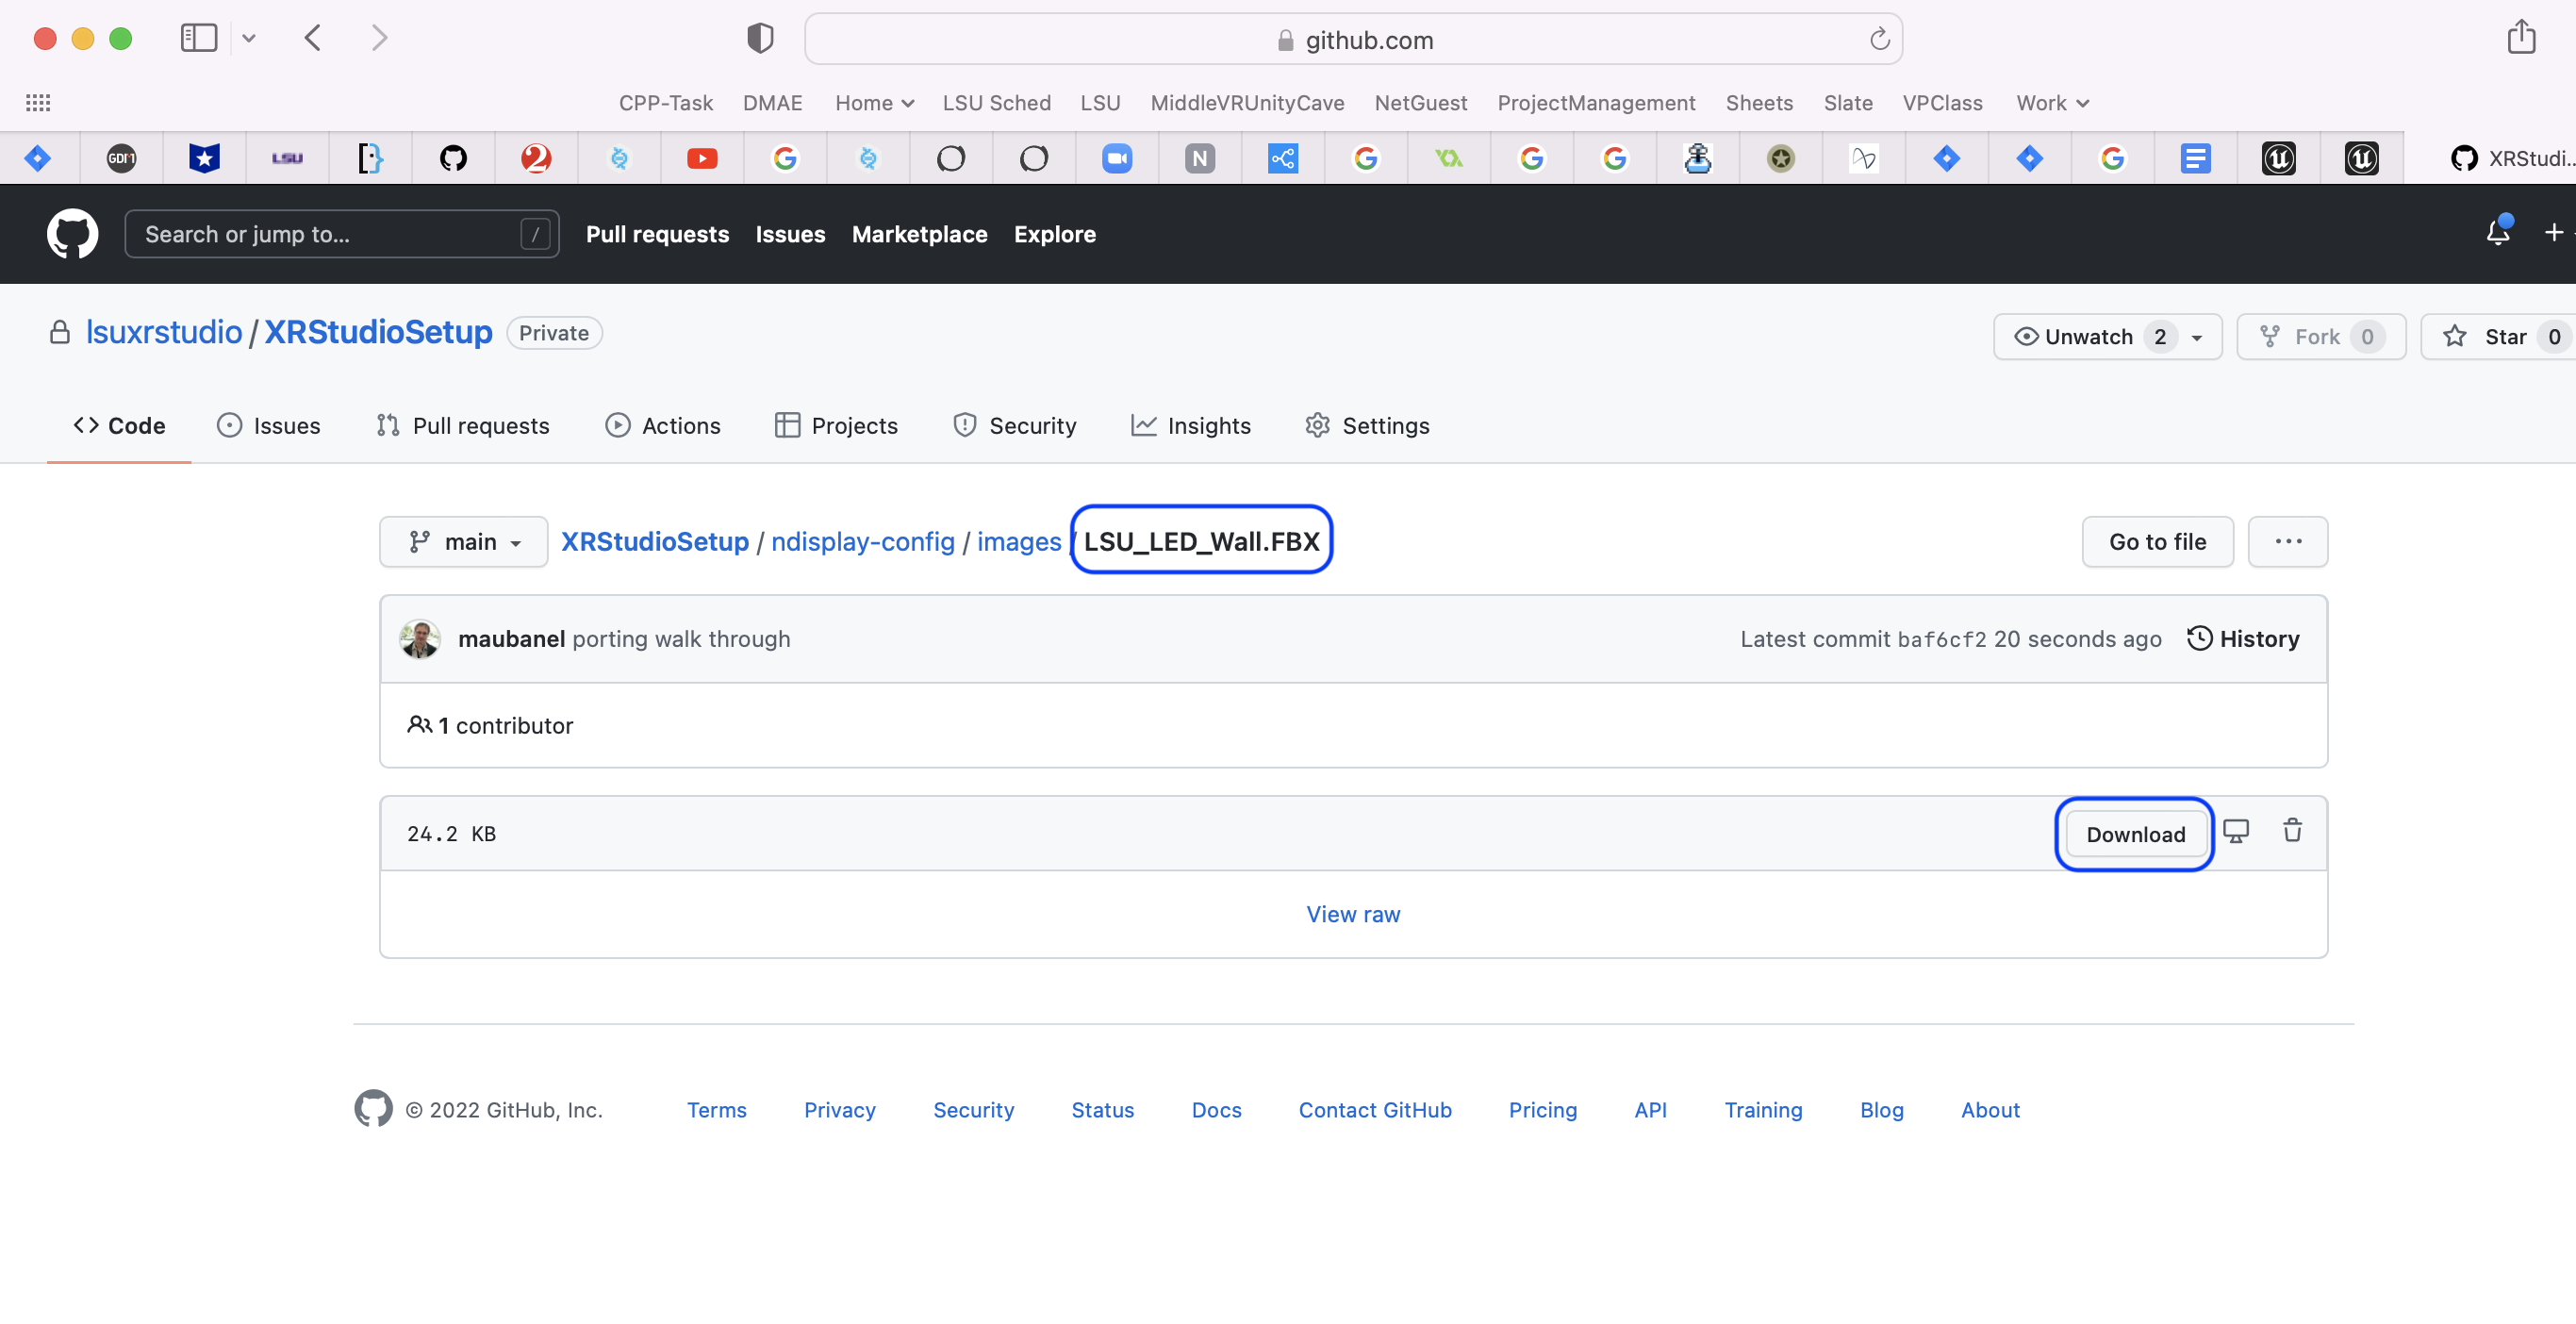 github.com
CPP-Task DMAE Home LSU Sched LSU MiddleVRUnityCave NetGuest ProjectManagement Sheets Slate VPClass Work
GDIM LSU 2 N XRStudi...
Search or jump to... / Pull requests Issues Marketplace Explore +
lsuxrstudio / XRStudioSetup Private Unwatch 2 Fork 0 Star 0
Code Issues Pull requests Actions Projects Security Insights Settings
main XRStudioSetup / ndisplay-config / images / LSU_LED_Wall.FBX Go to file ...
maubanel porting walk through Latest commit baf6cf2 20 seconds ago History
1 contributor
24.2 KB Download
View raw
© 2022 GitHub, Inc. Terms Privacy Security Status Docs Contact GitHub Pricing API Training Blog About